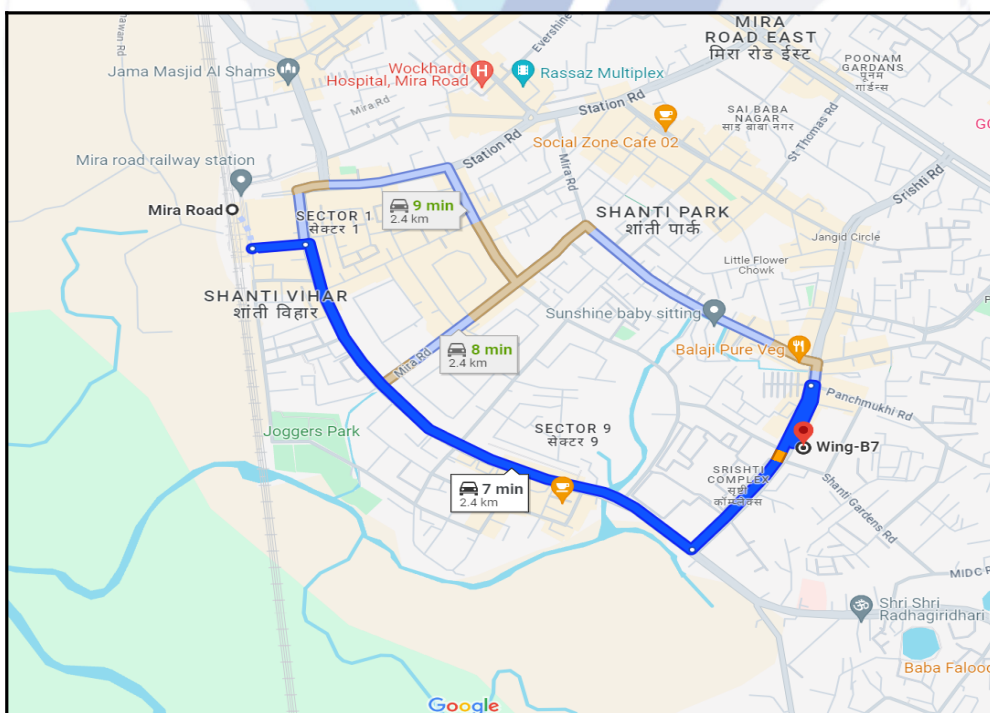 MIRA
ROAD EAST
मिरा रोड ईस्ट
POONAM
GARDANS
पूनम
गार्डन्स
Evershine
Jama Masjid Al Shams
Wockhardt
Hospital, Mira Road
Rassaz Multiplex
Mira Rd
Station Rd
SAI BABA
NAGAR
साई बाबा नगर
Station Rd
Social Zone Cafe 02
St Thomas Rd
Mira road railway station
Mira Rd
Srishti Rd
Mira Road
9 min
2.4 km
SECTOR 1
सेक्टर 1
SHANTI PARK
शांती पार्क
Jangid Circle
Little Flower
Chowk
SHANTI VIHAR
शांती विहार
Sunshine baby sitting
8 min
2.4 km
Mira Rd
Balaji Pure Veg
Panchmukhi Rd
Joggers Park
SECTOR 9
सेक्टर 9
Wing-B7
SRISHTI
COMPLEX
सृष्टी
कॉम्प्लेक्स
7 min
2.4 km
Shanti Gardens Rd
MIDC
Shri Shri
Radhagiridhari
Baba Falood
Google